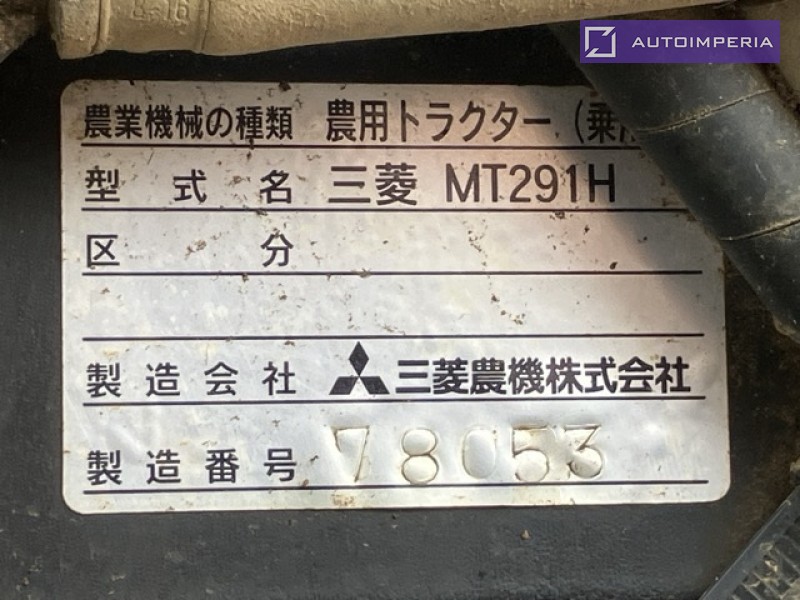 8-16
AUTOIMPERIA
農業機械の種類 農用トラクター (乗
型式名 三菱 MT291H
区分
製造会社 三菱農機株式会社
製造番号 78053